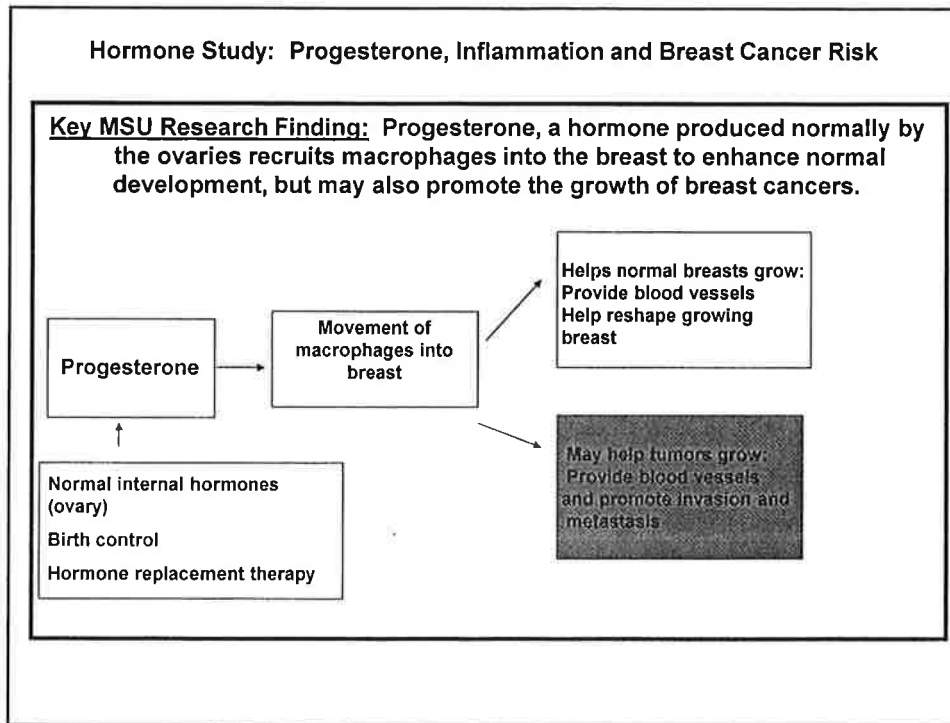 Hormone Study: Progesterone, Inflammation and Breast Cancer Risk
Key MSU Research Finding: Progesterone, a hormone produced normally by
the ovaries recruits macrophages into the breast to enhance normal
development, but may also promote the growth of breast cancers.
Progesterone
Movement of
macrophages into
breast
Helps normal breasts grow:
Provide blood vessels
Help reshape growing
breast
May help tumors grow:
Provide blood vessels
and promote invasion and
metastasis
Normal internal hormones
(ovary)
Birth control
Hormone replacement therapy